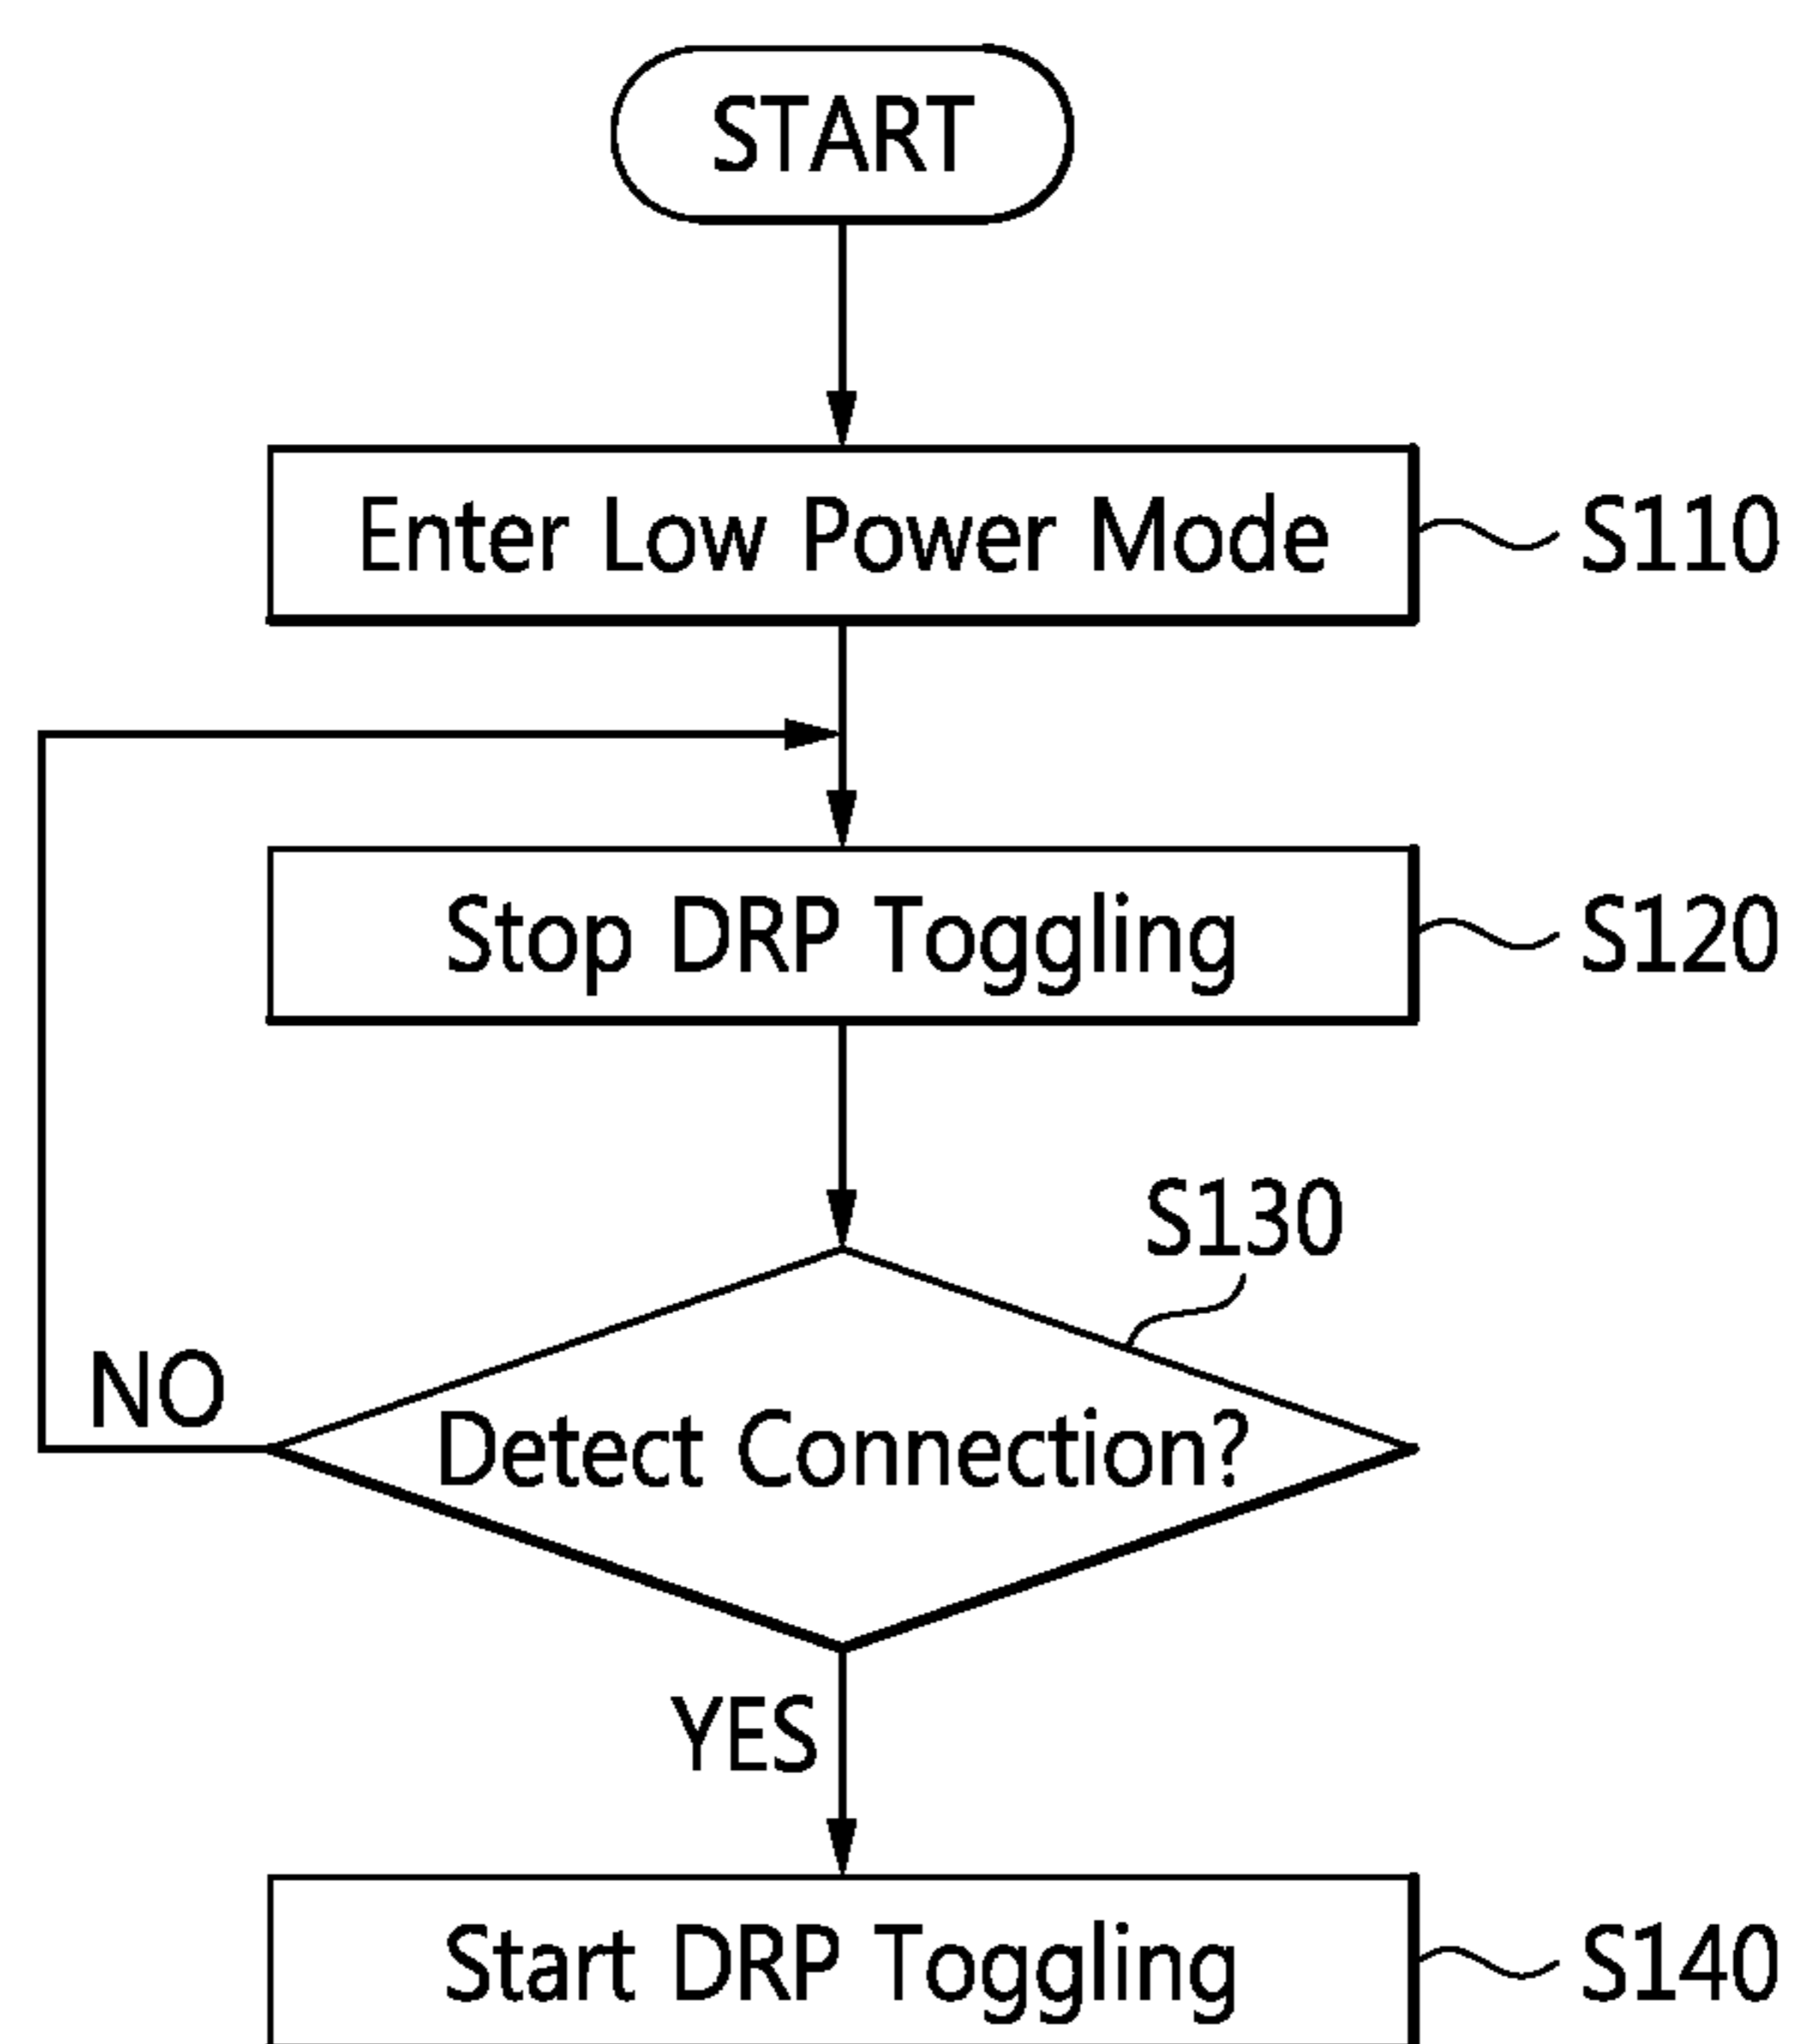 START
Enter Low Power Mode
S110
Stop DRP Toggling
S120
S130
NO
Detect Connection?
YES
Start DRP Toggling
S140